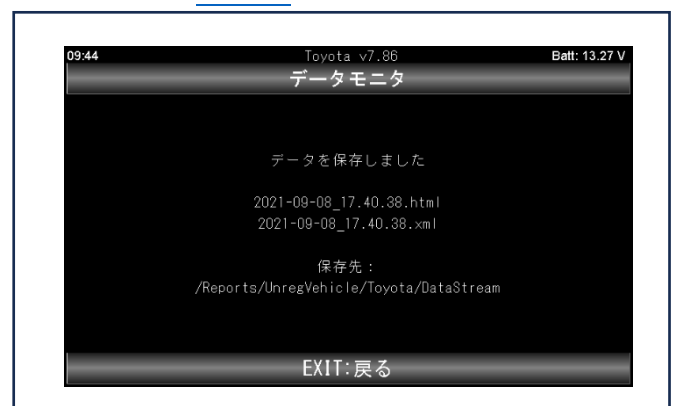 09:44 Toyota v7.86 Batt: 13.27 V
データモニタ
データを保存しました
2021-09-08_17.40.38.html
2021-09-08_17.40.38.xml
保存先：
/Reports/UnregVehicle/Toyota/DataStream
EXIT:戻る